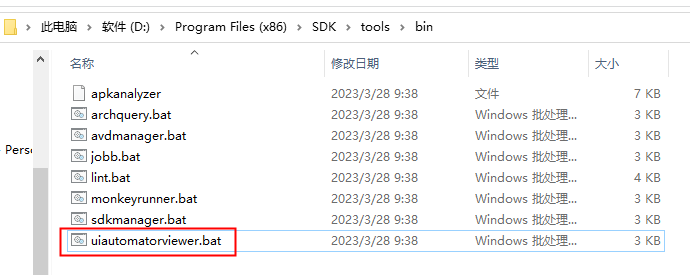 此电脑 > 软件 (D:) > Program Files (x86) > SDK > tools > bin
名称 修改日期 类型 大小
apkanalyzer 2023/3/28 9:38 文件 7 KB
archquery.bat 2023/3/28 9:38 Windows 批处理... 3 KB
avdmanager.bat 2023/3/28 9:38 Windows 批处理... 3 KB
jobb.bat 2023/3/28 9:38 Windows 批处理... 3 KB
lint.bat 2023/3/28 9:38 Windows 批处理... 4 KB
Perso
monkeyrunner.bat 2023/3/28 9:38 Windows 批处理... 3 KB
sdkmanager.bat 2023/3/28 9:38 Windows 批处理... 3 KB
uiautomatorviewer.bat 2023/3/28 9:38 Windows 批处理... 3 KB